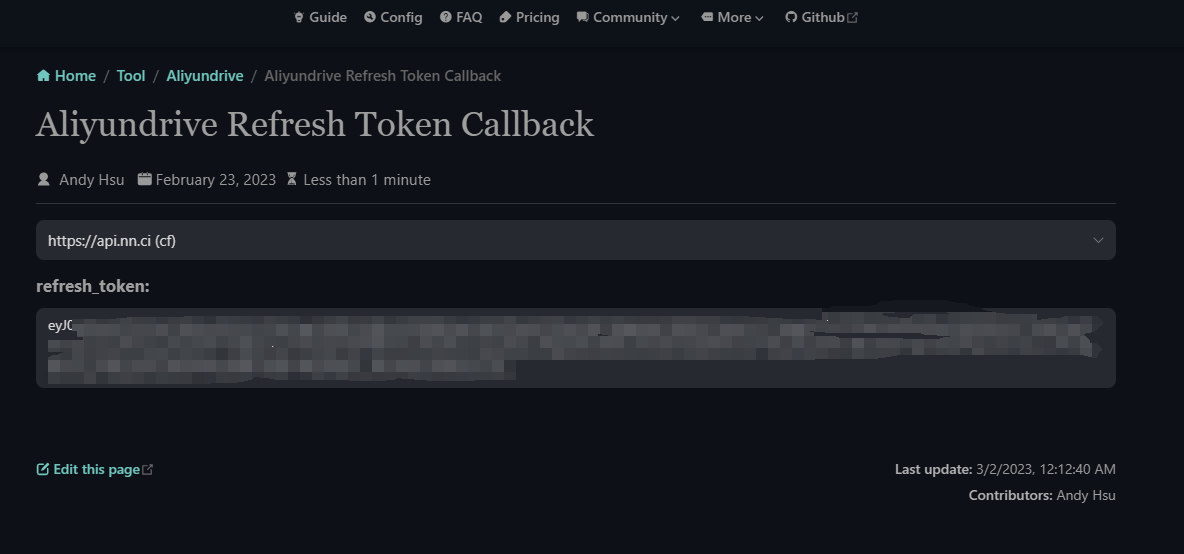 Guide Config FAQ Pricing Community More Github
Home / Tool / Aliyundrive / Aliyundrive Refresh Token Callback
Aliyundrive Refresh Token Callback
Andy Hsu February 23, 2023 Less than 1 minute
https://api.nn.ci (cf)
refresh_token:
Edit this page
Last update: 3/2/2023, 12:12:40 AM
Contributors: Andy Hsu